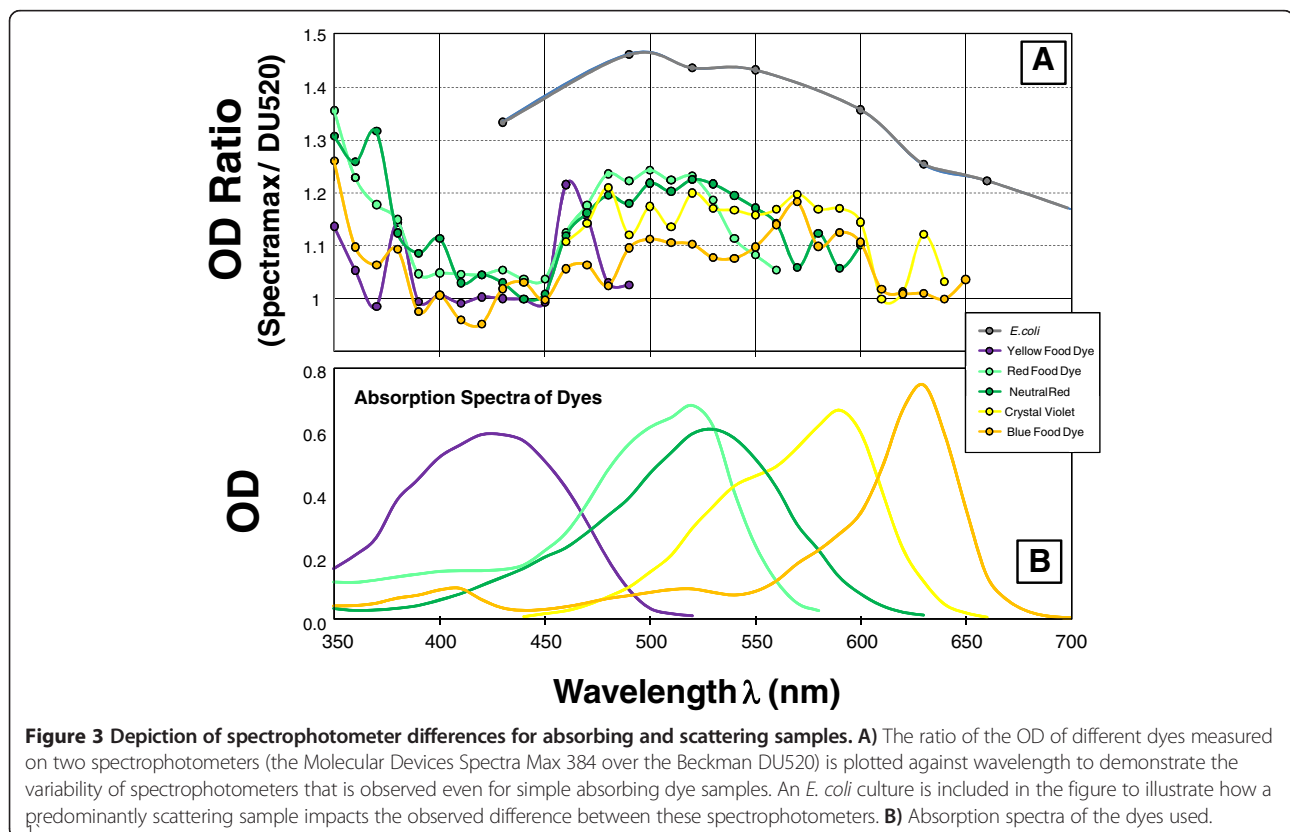 1.5
1.4
1.3
1.2
1.1
1
OD Ratio
(Spectramax/ DU520)
A
E.coli
Yellow Food Dye
Red Food Dye
Neutral Red
Crystal Violet
Blue Food Dye
0.8
0.6
0.4
0.2
0.0
OD
Absorption Spectra of Dyes
B
350 400 450 500 550 600 650 700
Wavelength λ (nm)
Figure 3 Depiction of spectrophotometer differences for absorbing and scattering samples. A) The ratio of the OD of different dyes measured
on two spectrophotometers (the Molecular Devices Spectra Max 384 over the Beckman DU520) is plotted against wavelength to demonstrate the
variability of spectrophotometers that is observed even for simple absorbing dye samples. An E. coli culture is included in the figure to illustrate how a
predominantly scattering sample impacts the observed difference between these spectrophotometers. B) Absorption spectra of the dyes used.